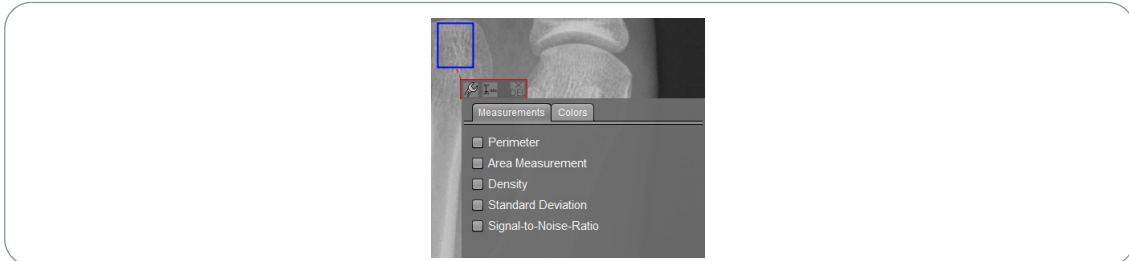 Measurements Colors
Perimeter
Area Measurement
Density
Standard Deviation
Signal-to-Noise-Ratio